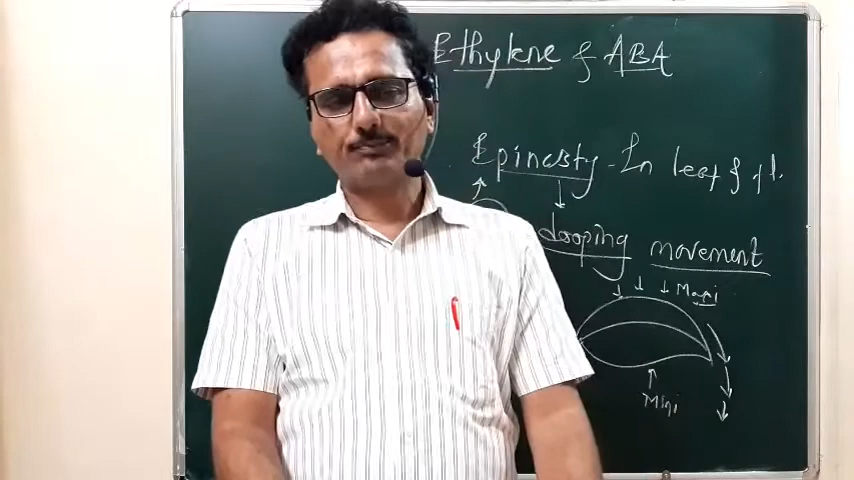 Ethylene & ABA
Epinasty - In leaf & fl.
dooping movement
Maxi
Mini